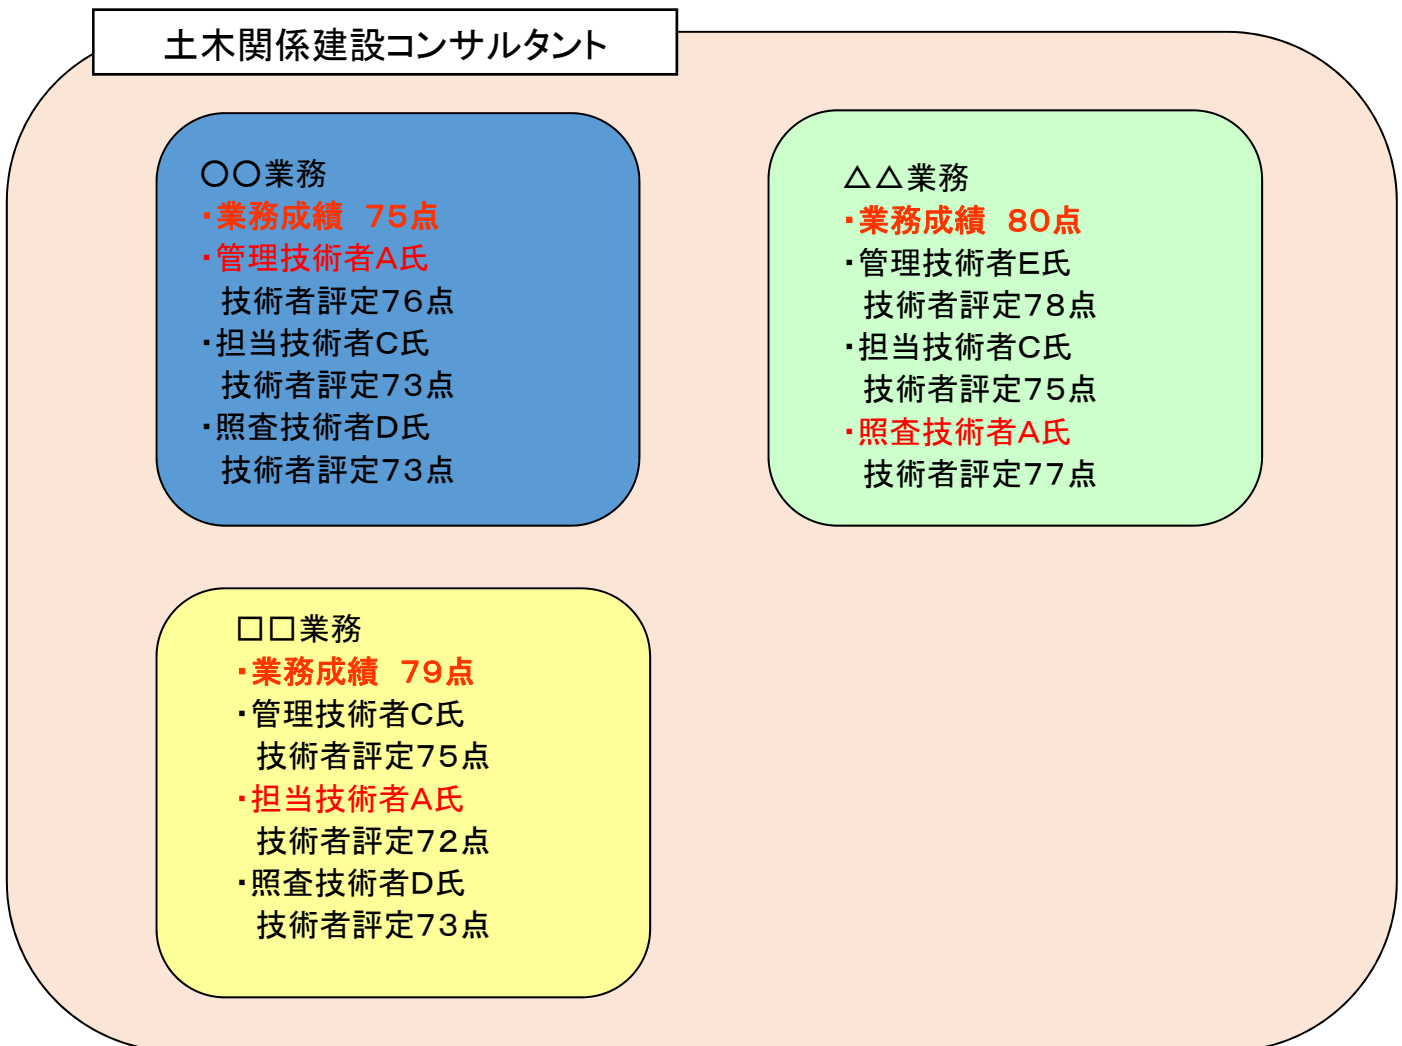 土木関係建設コンサルタント
○○業務
・業務成績　75点
・管理技術者A氏
技術者評定76点
・担当技術者C氏
技術者評定73点
・照査技術者D氏
技術者評定73点
△△業務
・業務成績　80点
・管理技術者E氏
技術者評定78点
・担当技術者C氏
技術者評定75点
・照査技術者A氏
技術者評定77点
□□業務
・業務成績　79点
・管理技術者C氏
技術者評定75点
・担当技術者A氏
技術者評定72点
・照査技術者D氏
技術者評定73点